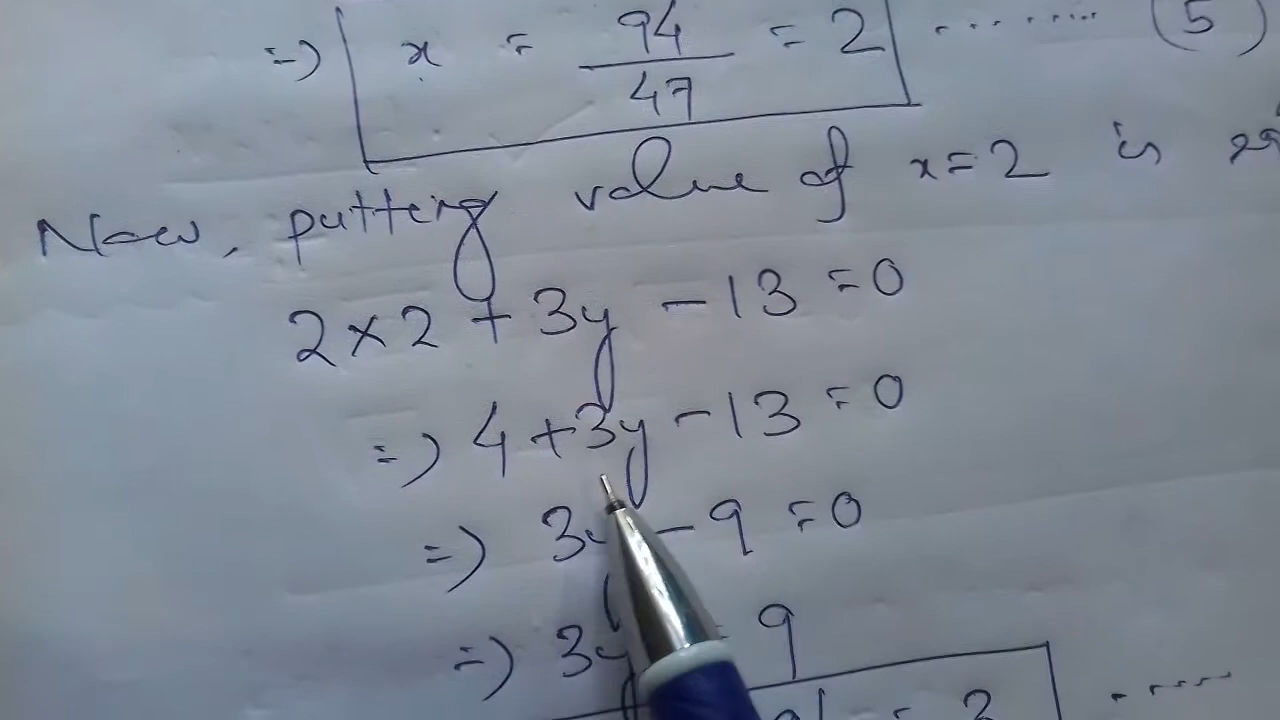 =) x = 94/47 = 2 ......... (5)
Now, putting value of x=2 in
2×2 + 3y - 13 = 0
=) 4 + 3y - 13 = 0
=) 3y - 9 = 0
=) 3y = 9
= 3 ......